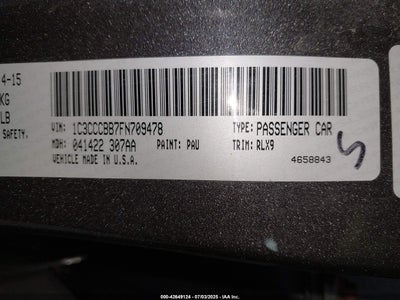 4-15
KG
LB
SAFETY.
VIN: 1C3CCCBB7FN709478
TYPE: PASSENGER CAR
MDH: 041422 307AA
PAINT: PAU
TRIM: RLX9
VEHICLE MADE IN U.S.A.
4658843
5
000-42649124 - 07/03/2025 - IAA Inc.